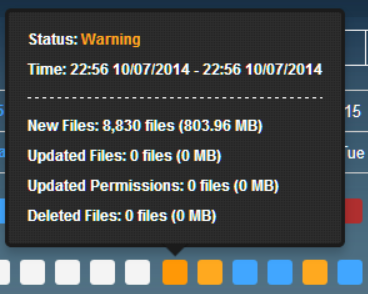 Status: Warning
Time: 22:56 10/07/2014 - 22:56 10/07/2014
New Files: 8,830 files (803.96 MB)
Updated Files: 0 files (0 MB)
Updated Permissions: 0 files (0 MB)
Deleted Files: 0 files (0 MB)
15